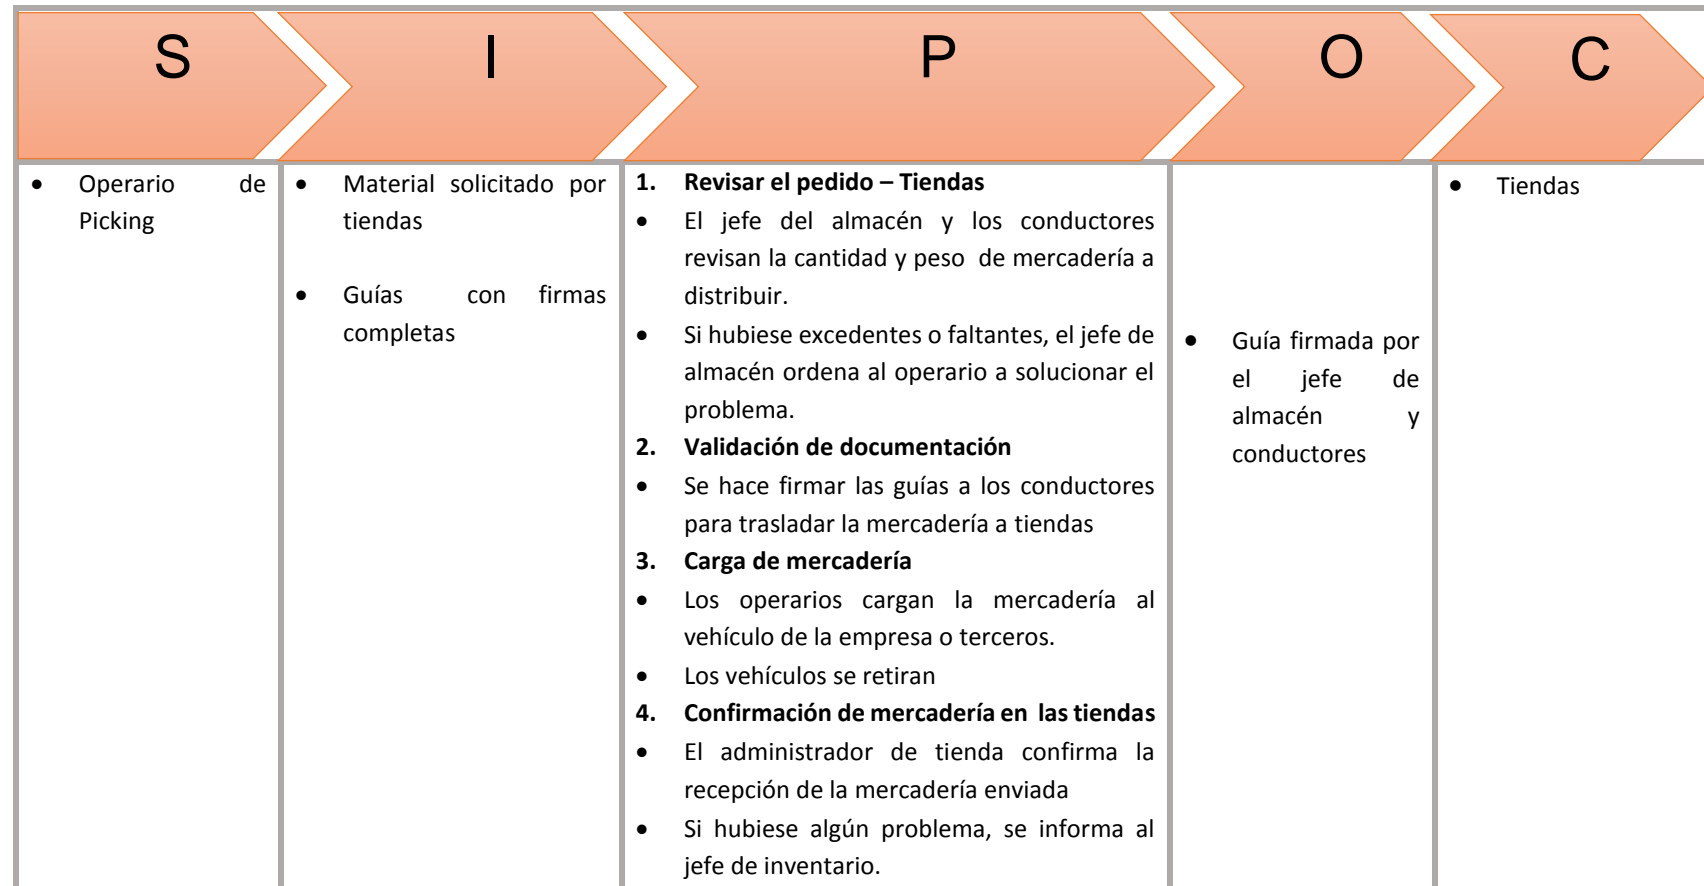 S
I
P
O
C
• Operario de
Picking
• Material solicitado por
tiendas
• Guías con firmas
completas
1. Revisar el pedido – Tiendas
• El jefe del almacén y los conductores
revisan la cantidad y peso de mercadería a
distribuir.
• Si hubiese excedentes o faltantes, el jefe de
almacén ordena al operario a solucionar el
problema.
2. Validación de documentación
• Se hace firmar las guías a los conductores
para trasladar la mercadería a tiendas
3. Carga de mercadería
• Los operarios cargan la mercadería al
vehículo de la empresa o terceros.
• Los vehículos se retiran
4. Confirmación de mercadería en las tiendas
• El administrador de tienda confirma la
recepción de la mercadería enviada
• Si hubiese algún problema, se informa al
jefe de inventario.
• Guía firmada por
el jefe de
almacén y
conductores
• Tiendas